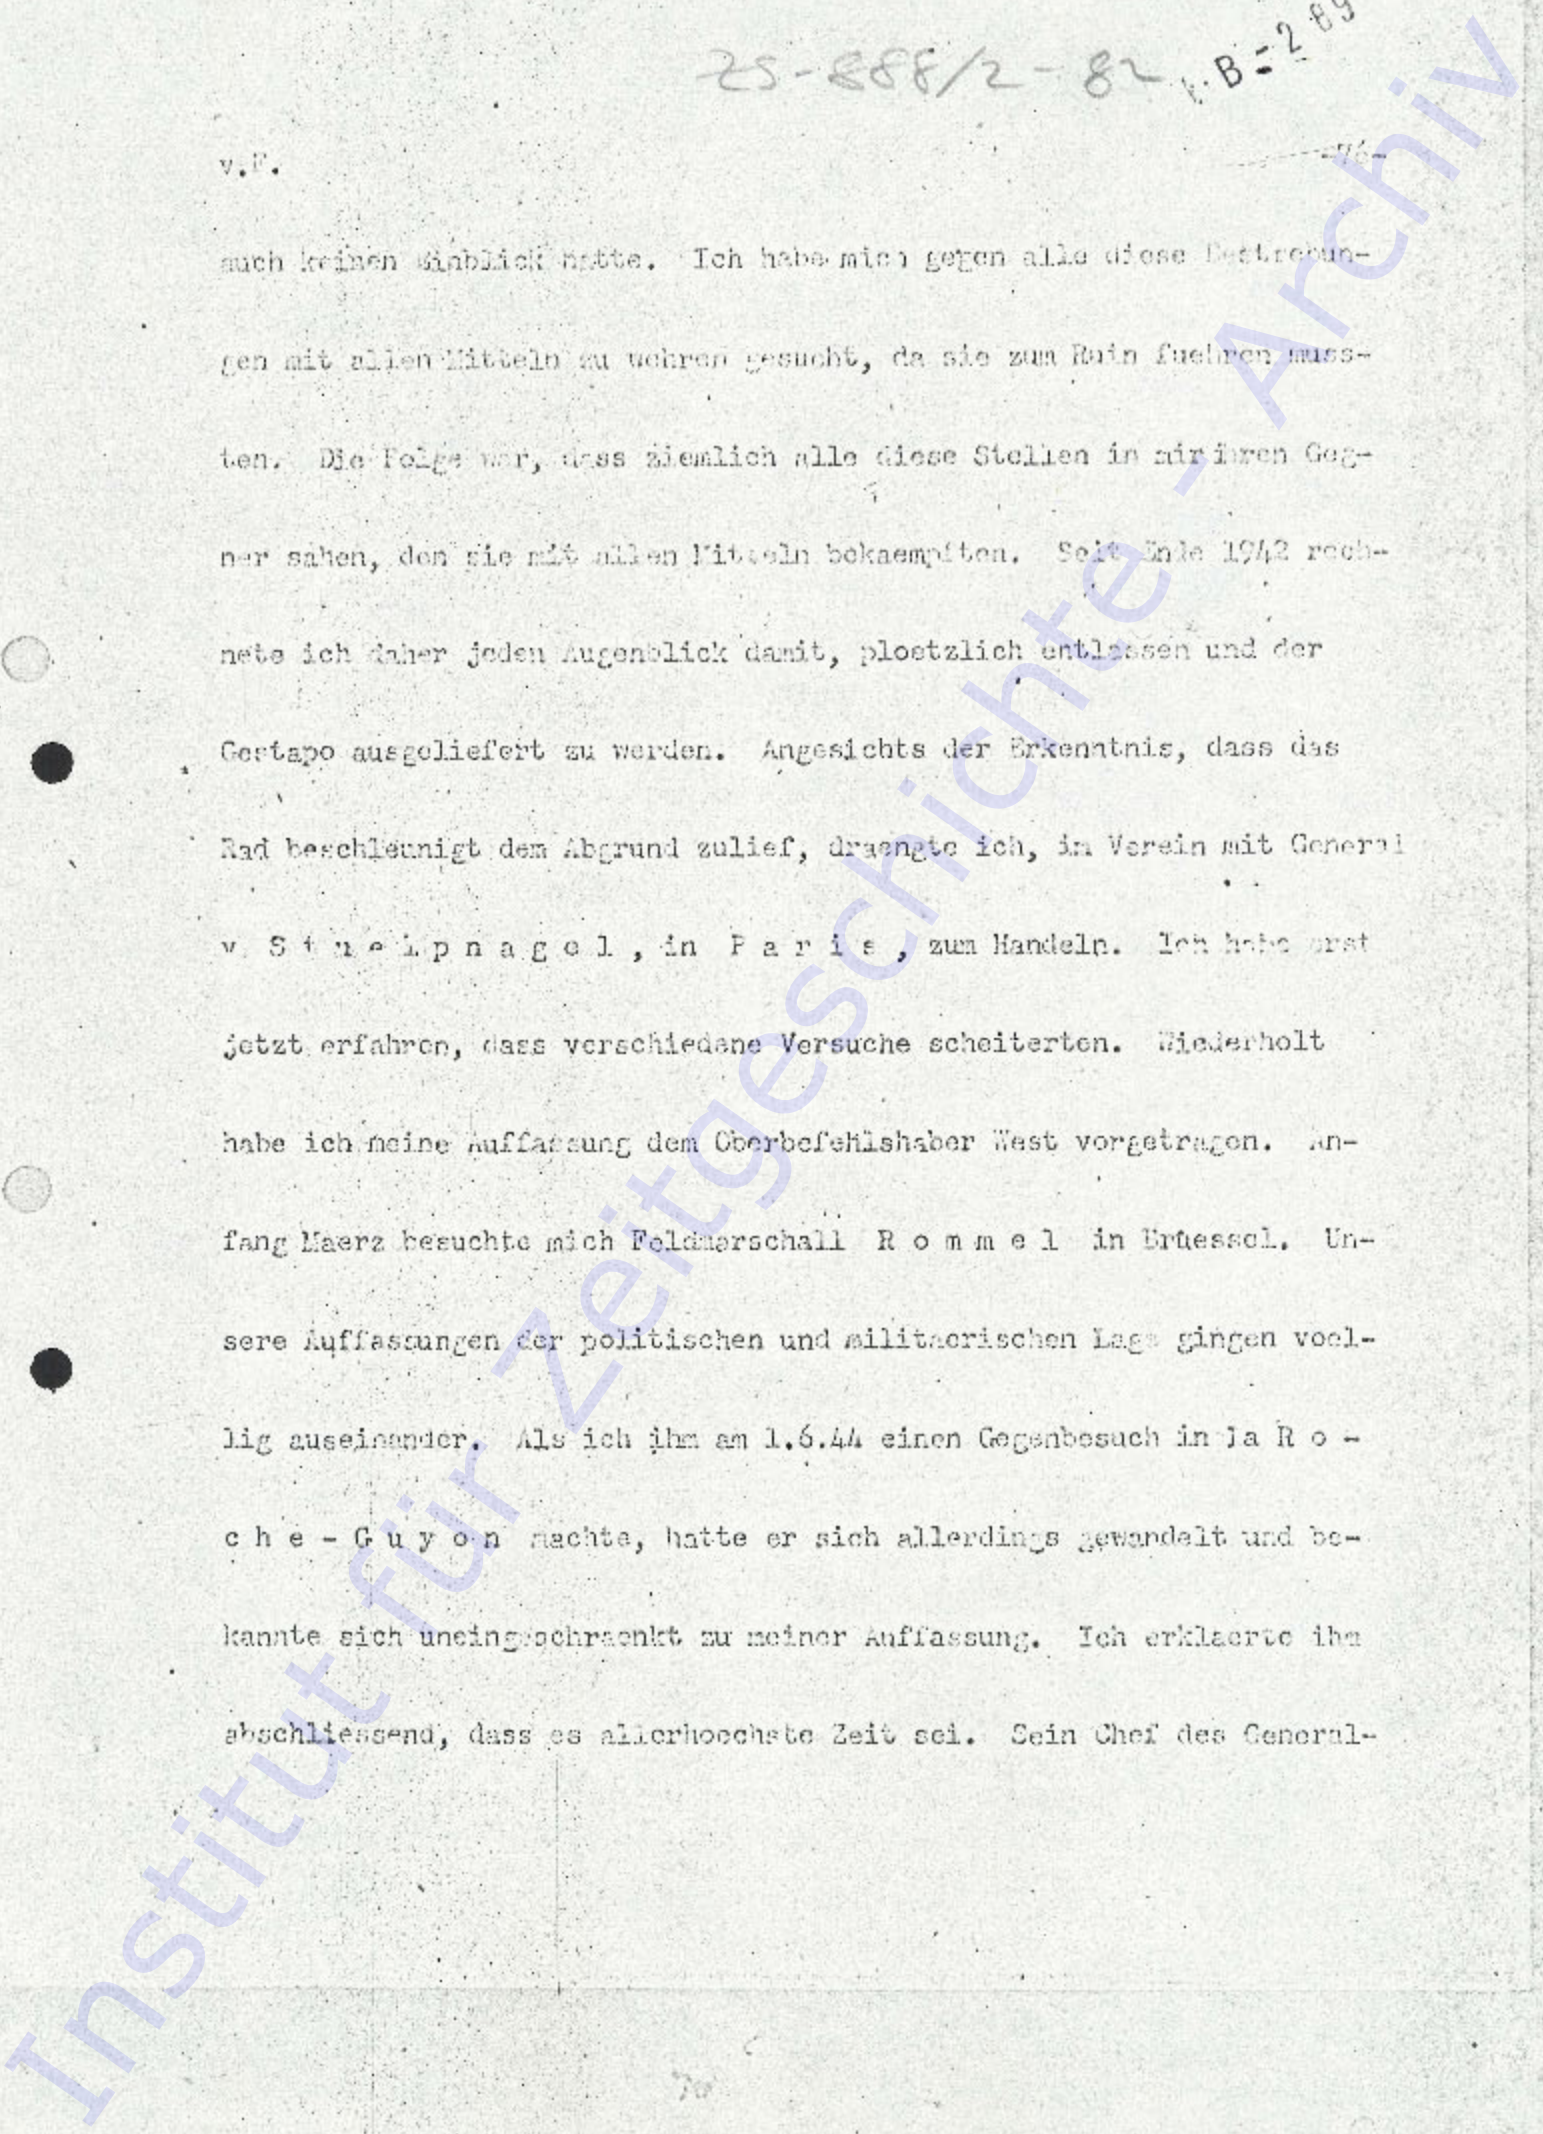 ZS-888/2-82
v.F.
-76-
auch keinen Einblick hatte. Ich habe mich gegen alle diese Bestrebun-
gen mit allen Mitteln zu wehren gesucht, da sie zum Ruin fuehren muss-
ten. Die Folge war, dass ziemlich alle diese Stellen in mir ihren Geg-
ner sahen, den sie mit allen Mitteln bekaempften. Seit Ende 1942 rech-
nete ich daher jeden Augenblick damit, ploetzlich entlassen und der
Gestapo ausgeliefert zu werden. Angesichts der Erkenntnis, dass das
Rad beschleunigt dem Abgrund zulief, draengte ich, im Verein mit General
v. S t u e l p n a g e l , in P a r i s , zum Handeln. Ich habe erst
jetzt erfahren, dass verschiedene Versuche scheiterten. Wiederholt
habe ich meine Auffassung dem Oberbefehlshaber West vorgetragen. An-
fang Maerz besuchte mich Feldmarschall R o m m e l in Brüessel. Un-
sere Auffassungen der politischen und militaerischen Lage gingen voel-
lig auseinander. Als ich ihm am 1.6.44 einen Gegenbesuch in la R o -
c h e - G u y o n machte, hatte er sich allerdings gewandelt und be-
kannte sich uneingeschraenkt zu meiner Auffassung. Ich erklaerte ihm
abschliessend, dass es allerhoechste Zeit sei. Sein Chef des General-
Institut für Zeitgeschichte - Archiv